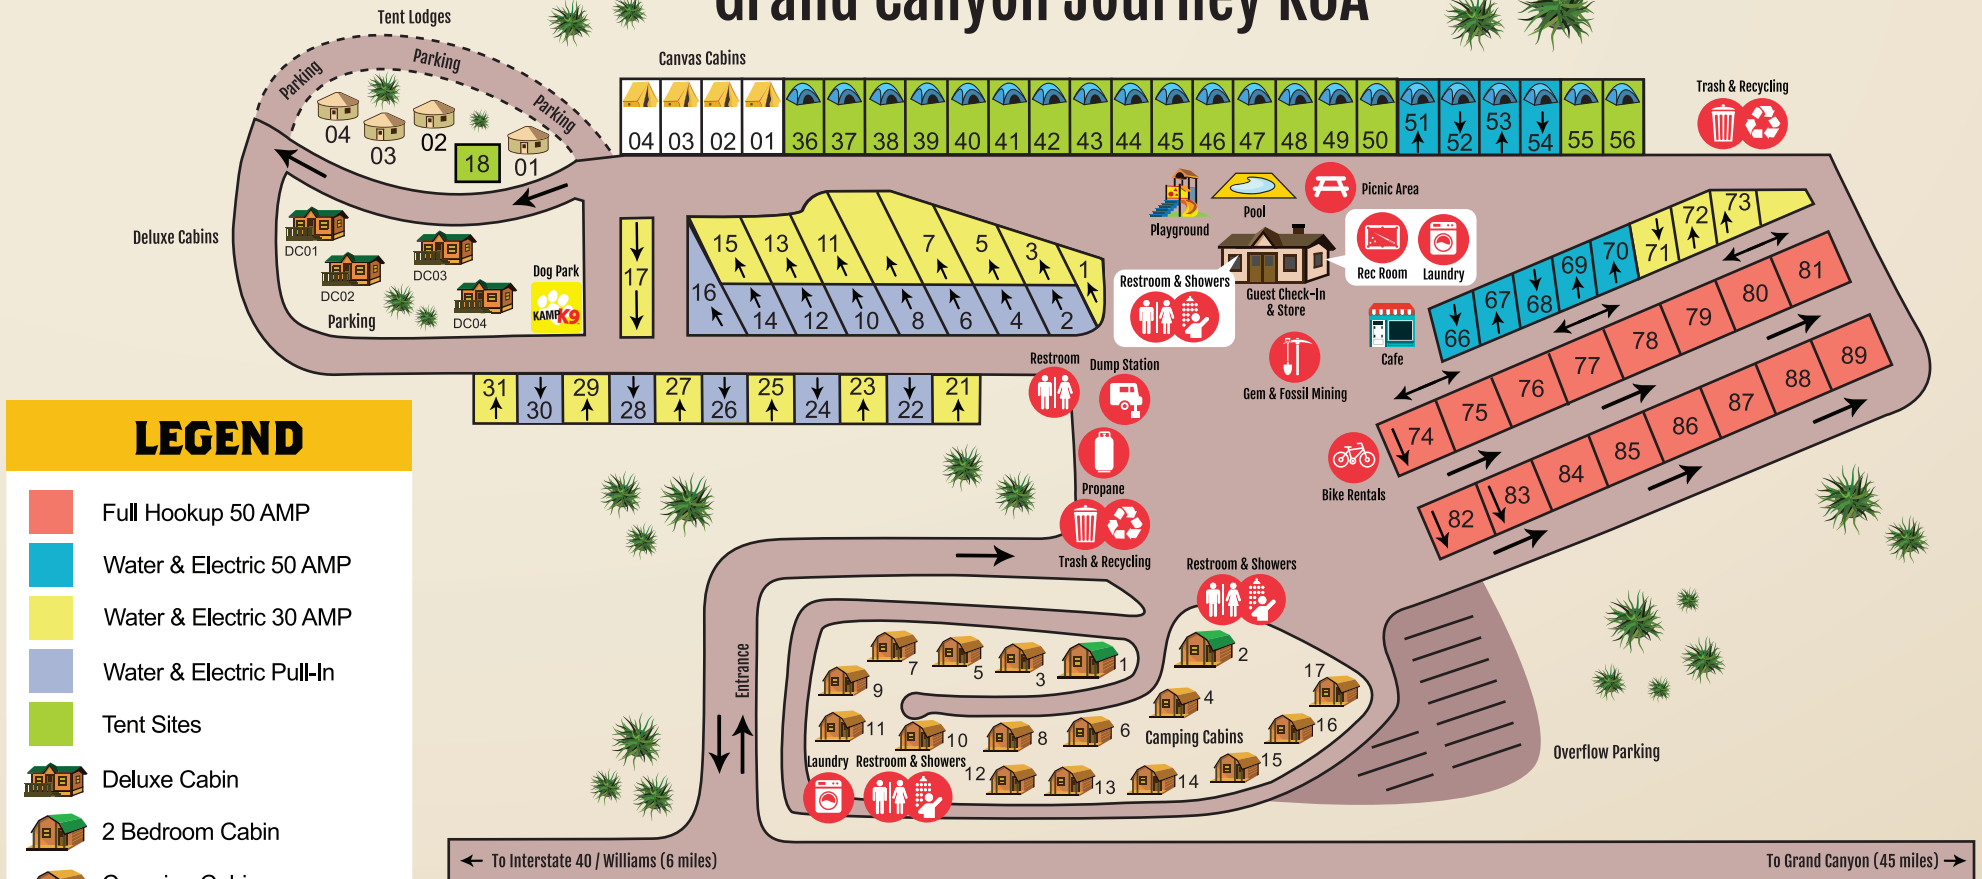 Grand Canyon Journey KOA
Tent Lodges
Parking
Parking
Parking
04
03
02
01
18
Canvas Cabins
04 03 02 01 36 37 38 39 40 41 42 43 44 45 46 47 48 49 50 51 52 53 54 55 56
Trash & Recycling
Deluxe Cabins
DC01
DC02
DC03
DC04
Parking
Dog Park
KAMP K9
17
15 13 11 7 5 3 1
16 14 12 10 8 6 4 2
31 30 29 28 27 26 25 24 23 22 21
Playground
Pool
Picnic Area
Rec Room
Laundry
Restroom & Showers
Guest Check-In
& Store
Cafe
Gem & Fossil Mining
Restroom
Dump Station
Propane
Trash & Recycling
Bike Rentals
66 67 68 69 70 71 72 73
74 75 76 77 78 79 80 81
82 83 84 85 86 87 88 89
Restroom & Showers
Entrance
7 5 3 1 2
9 4 17
11 10 8 6 16
Camping Cabins
12 13 14 15
Laundry
Restroom & Showers
Overflow Parking
To Interstate 40 / Williams (6 miles)
To Grand Canyon (45 miles)
LEGEND
Full Hookup 50 AMP
Water & Electric 50 AMP
Water & Electric 30 AMP
Water & Electric Pull-In
Tent Sites
Deluxe Cabin
2 Bedroom Cabin